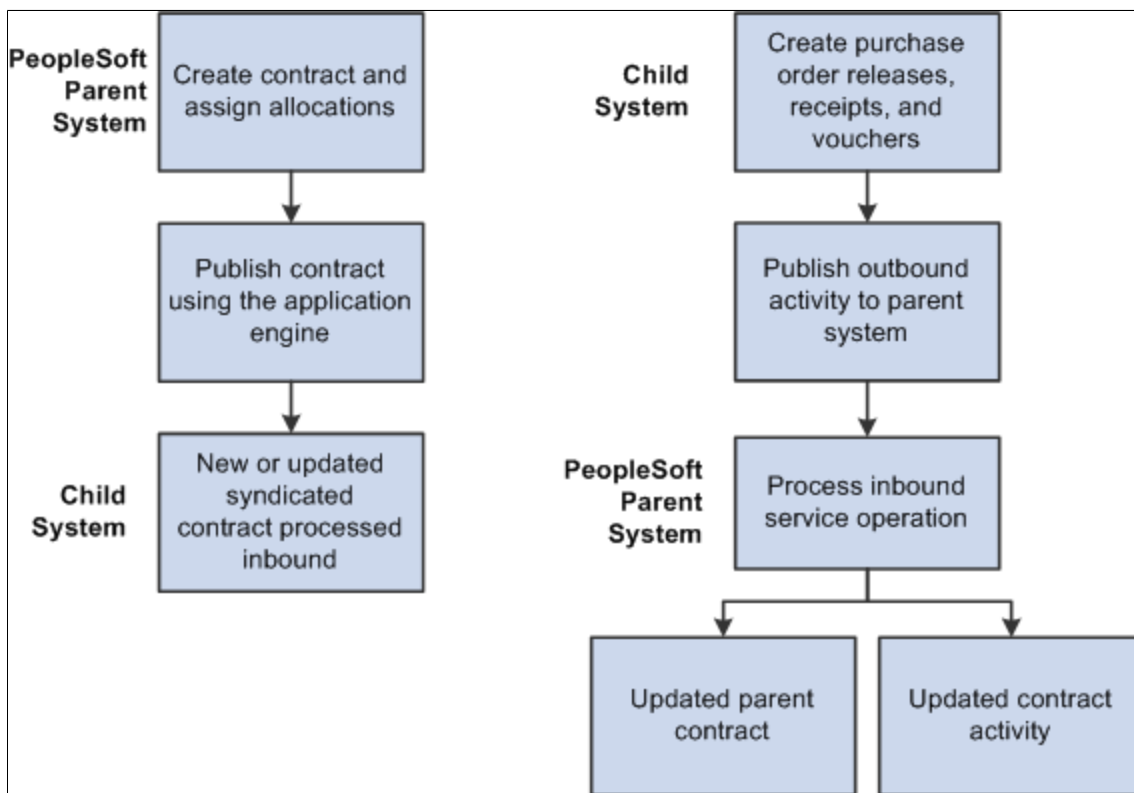 PeopleSoft
Parent
System
Create contract and
assign allocations
Publish contract
using the application
engine
Child
System
New or updated
syndicated
contract processed
inbound
Child
System
Create purchase
order releases,
receipts, and
vouchers
Publish outbound
activity to parent
system
PeopleSoft
Parent
System
Process inbound
service operation
Updated parent
contract
Updated contract
activity